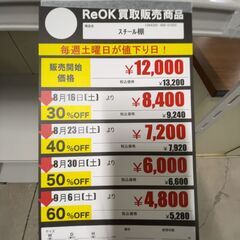 ReOK 買取販売商品
商品名
スチール棚
毎週土曜日が値下り日！
販売開始価格
￥12,000
税込価格 ￥13,200
8月16日(土)より
30%OFF
￥8,400
税込価格 ￥9,240
8月23日(土)より
40%OFF
￥7,200
税込価格 ￥7,920
8月30日(土)より
50%OFF
￥6,000
税込価格 ￥6,600
9月6日(土)より
60%OFF
￥4,800
税込価格 ￥5,280